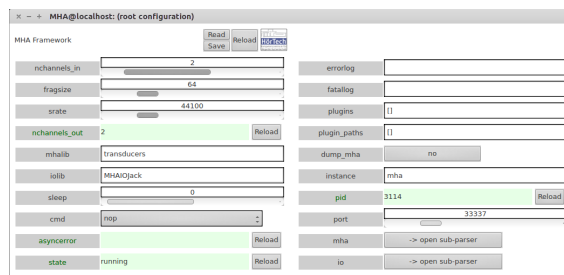 × − + MHA@localhost: (root configuration)
MHA Framework
Read
Save
Reload
HörTech
nchannels_in 2
fragsize 64
srate 44100
nchannels_out 2 Reload
mhalib transducers
iolib MHAIOJack
sleep 0
cmd nop
asyncerror Reload
state running Reload
errorlog
fatallog
plugins []
plugin_paths []
dump_mha no
instance mha
pid 3114 Reload
port 33337
mha -> open sub-parser
io -> open sub-parser